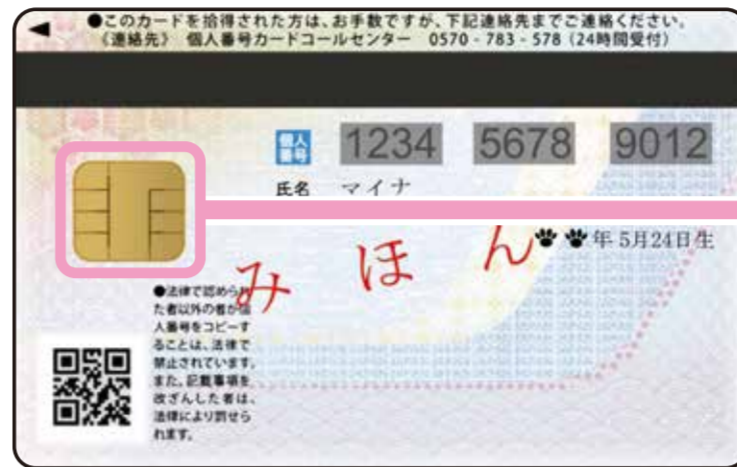 ●このカードを拾得された方は、お手数ですが、下記連絡先までご連絡ください。
《連絡先》 個人番号カードコールセンター 0570-783-578（24時間受付）
個人番号 1234 5678 9012
氏名 マイナ
🐾🐾年 5月24日生
みほん
●法律で認められ
た者以外の者が個
人番号をコピーす
ることは、法律で
禁止されています。
また、記載事項を
改ざんした者は、
法律により罰せら
れます。